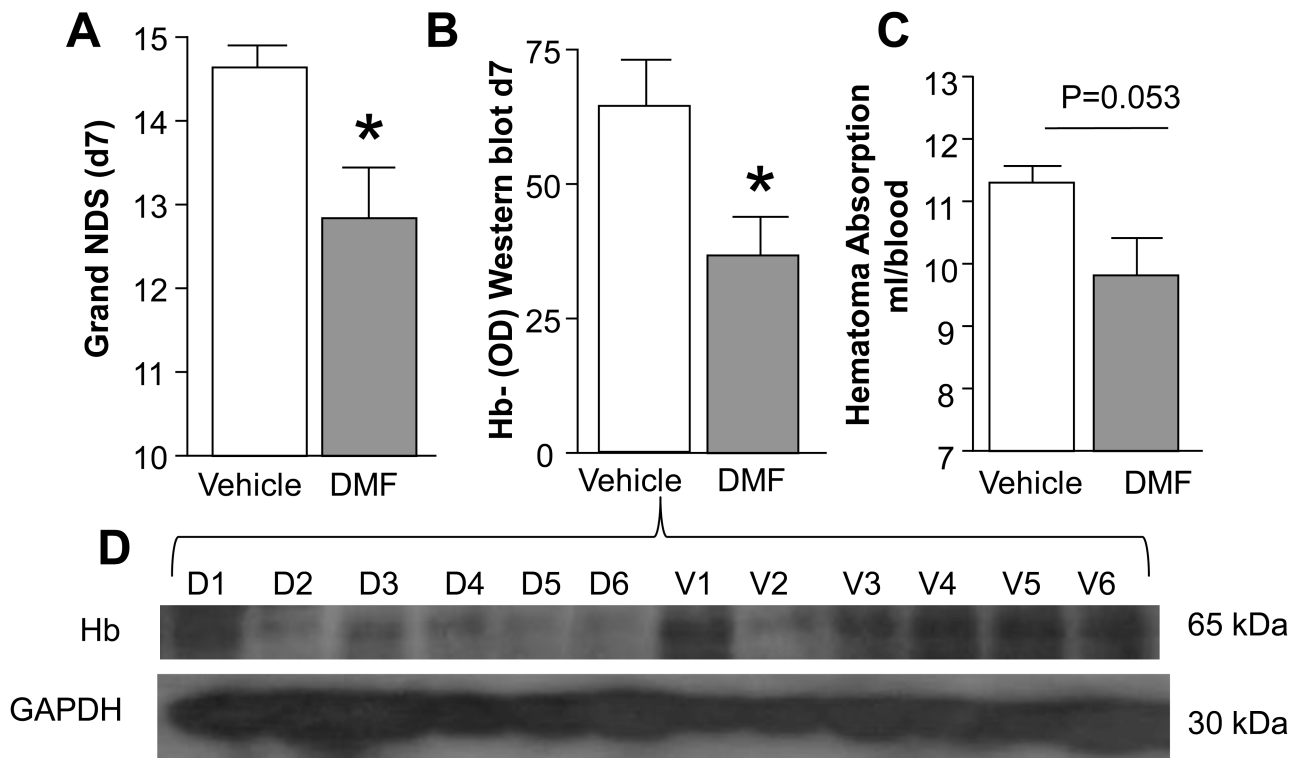 A
Grand NDS (d7)
15
14
13
12
11
10
*
Vehicle DMF
B
Hb- (OD) Western blot d7
75
50
25
0
*
Vehicle DMF
C
Hematoma Absorption
ml/blood
13
12
11
10
9
8
7
P=0.053
Vehicle DMF
D
D1 D2 D3 D4 D5 D6 V1 V2 V3 V4 V5 V6
Hb 65 kDa
GAPDH 30 kDa